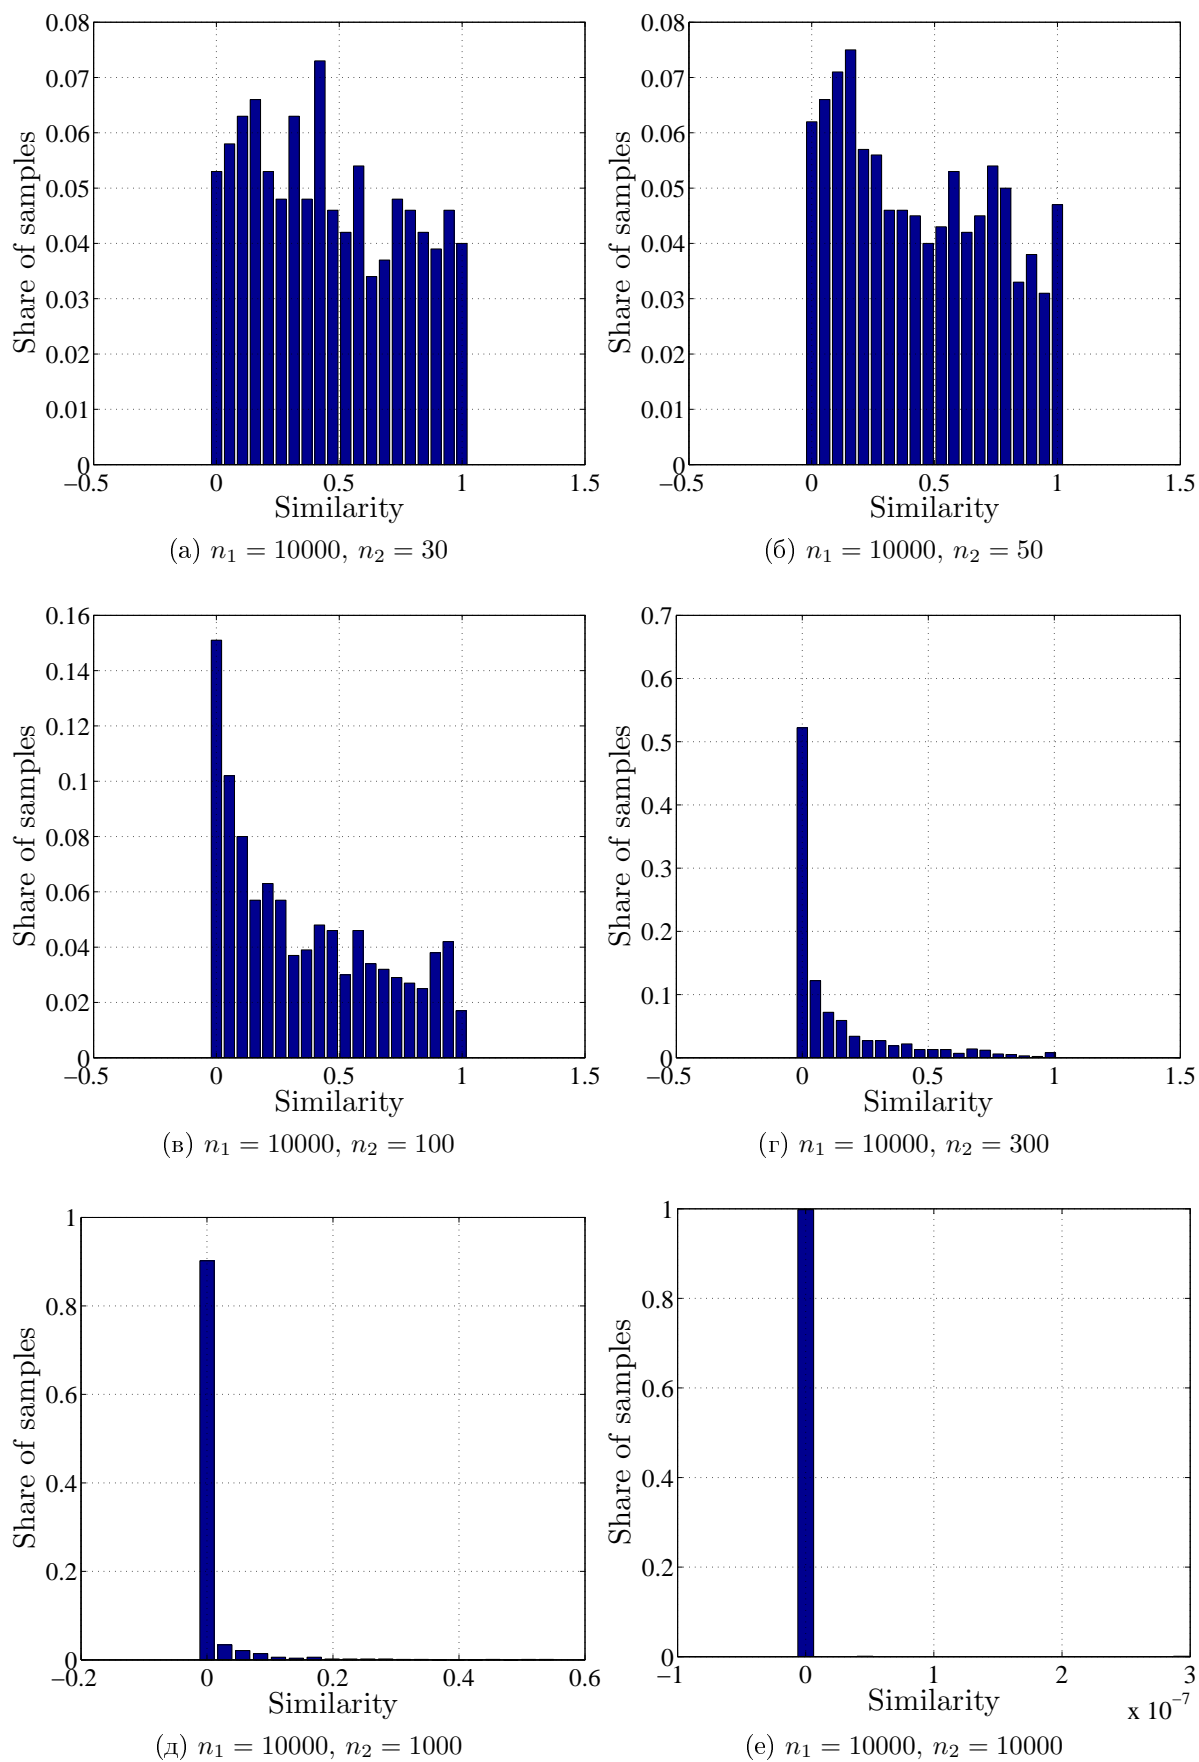 0.08
0.07
0.06
0.05
0.04
0.03
0.02
0.01
0
−0.5 0 0.5 1 1.5
Share of samples
Similarity
(а) n₁ = 10000, n₂ = 30
0.08
0.07
0.06
0.05
0.04
0.03
0.02
0.01
0
−0.5 0 0.5 1 1.5
Share of samples
Similarity
(б) n₁ = 10000, n₂ = 50
0.16
0.14
0.12
0.1
0.08
0.06
0.04
0.02
0
−0.5 0 0.5 1 1.5
Share of samples
Similarity
(в) n₁ = 10000, n₂ = 100
0.7
0.6
0.5
0.4
0.3
0.2
0.1
0
−0.5 0 0.5 1 1.5
Share of samples
Similarity
(г) n₁ = 10000, n₂ = 300
1
0.8
0.6
0.4
0.2
0
−0.2 0 0.2 0.4 0.6
Share of samples
Similarity
(д) n₁ = 10000, n₂ = 1000
1
0.8
0.6
0.4
0.2
0
−1 0 1 2 3
Share of samples
Similarity
x 10⁻⁷
(е) n₁ = 10000, n₂ = 10000